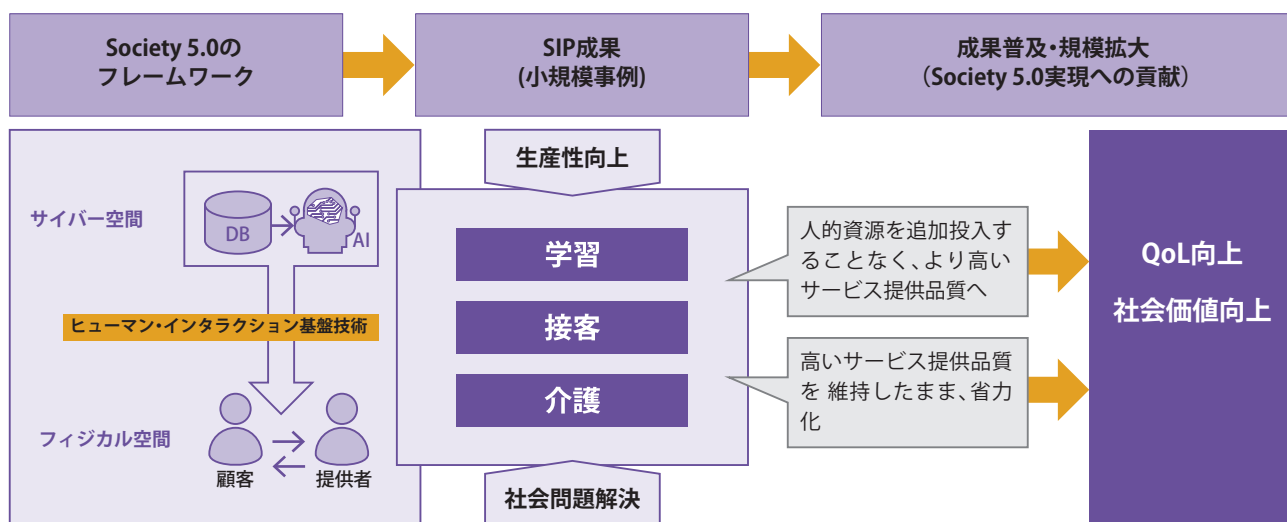 Society 5.0の
フレームワーク
SIP成果
(小規模事例)
成果普及・規模拡大
（Society 5.0実現への貢献）
サイバー空間
DB
AI
ヒューマン・インタラクション基盤技術
フィジカル空間
顧客
提供者
生産性向上
学習
接客
介護
社会問題解決
人的資源を追加投入す
ることなく、より高い
サービス提供品質へ
高いサービス提供品質
を 維持したまま、省力
化
QoL向上
社会価値向上